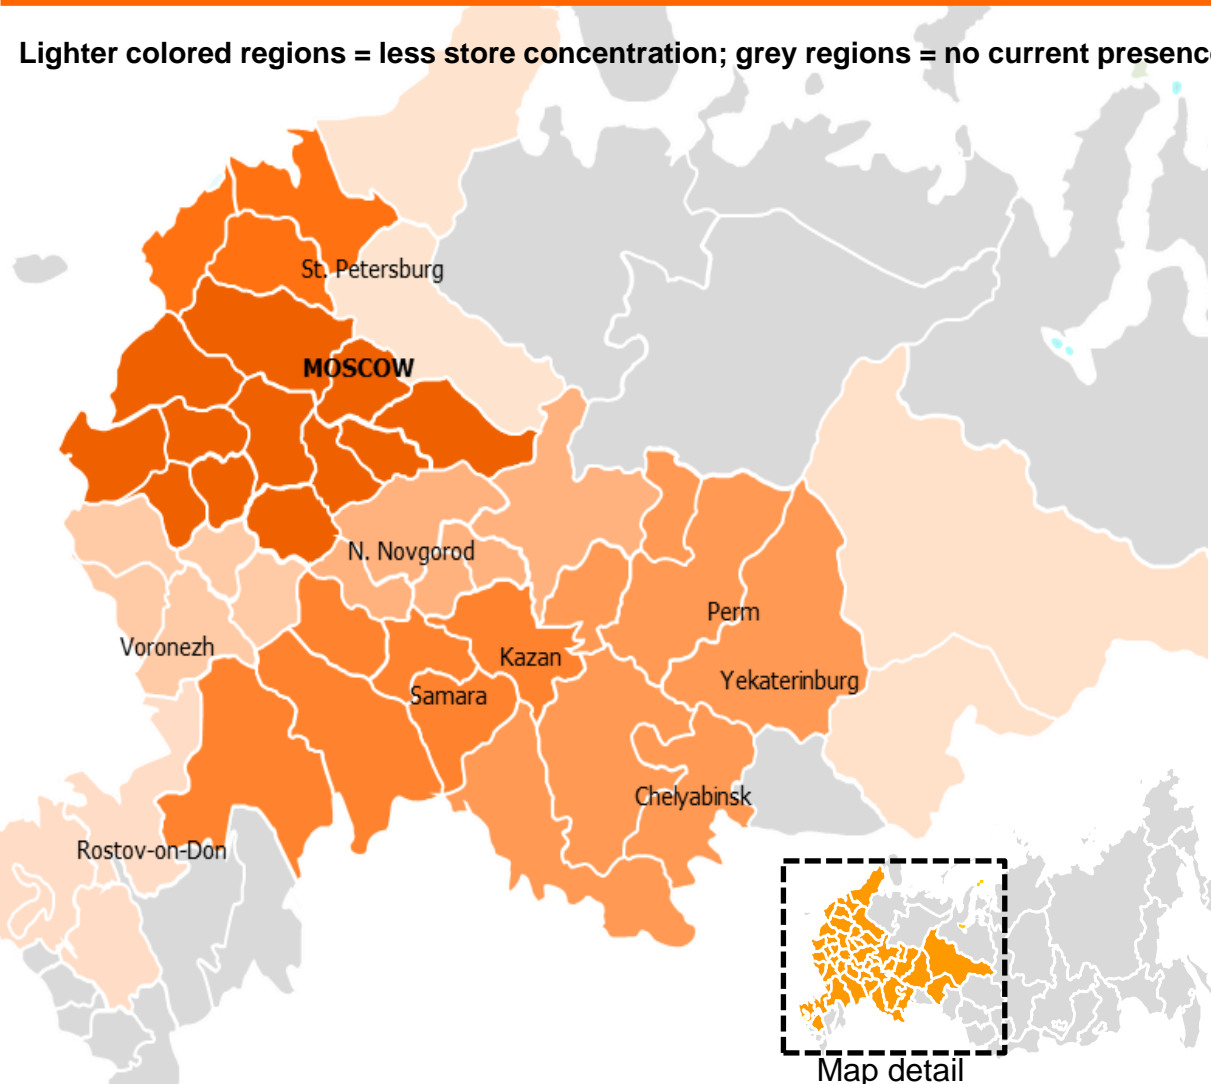 Lighter colored regions = less store concentration; grey regions = no current presenc
St. Petersburg
MOSCOW
N. Novgorod
Perm
Voronezh
Kazan
Yekaterinburg
Samara
Chelyabinsk
Rostov-on-Don
Map detail